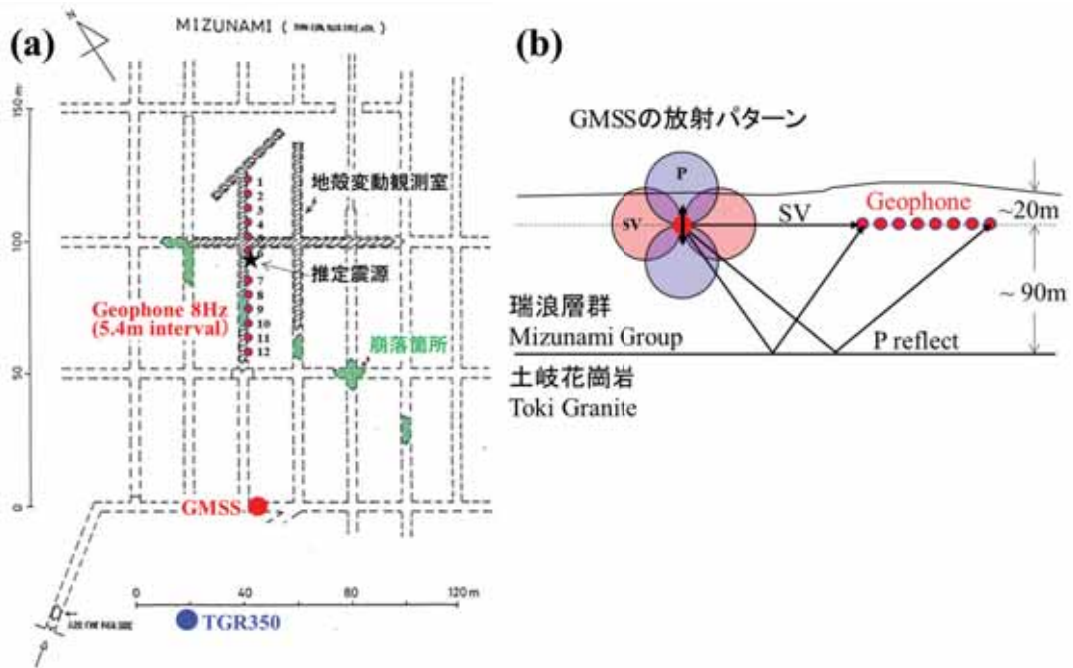 (a)
MIZUNAMI (
N
150 m
100
50
0
1
2
3
4
5
6
7
8
9
10
11
12
地殻変動観測室
推定震源
Geophone 8Hz
(5.4m interval)
崩落箇所
GMSS
0
40
80
120 m
TGR350
(b)
GMSSの放射パターン
P
SV
SV
Geophone
~20m
~ 90m
瑞浪層群
Mizunami Group
P reflect
土岐花崗岩
Toki Granite